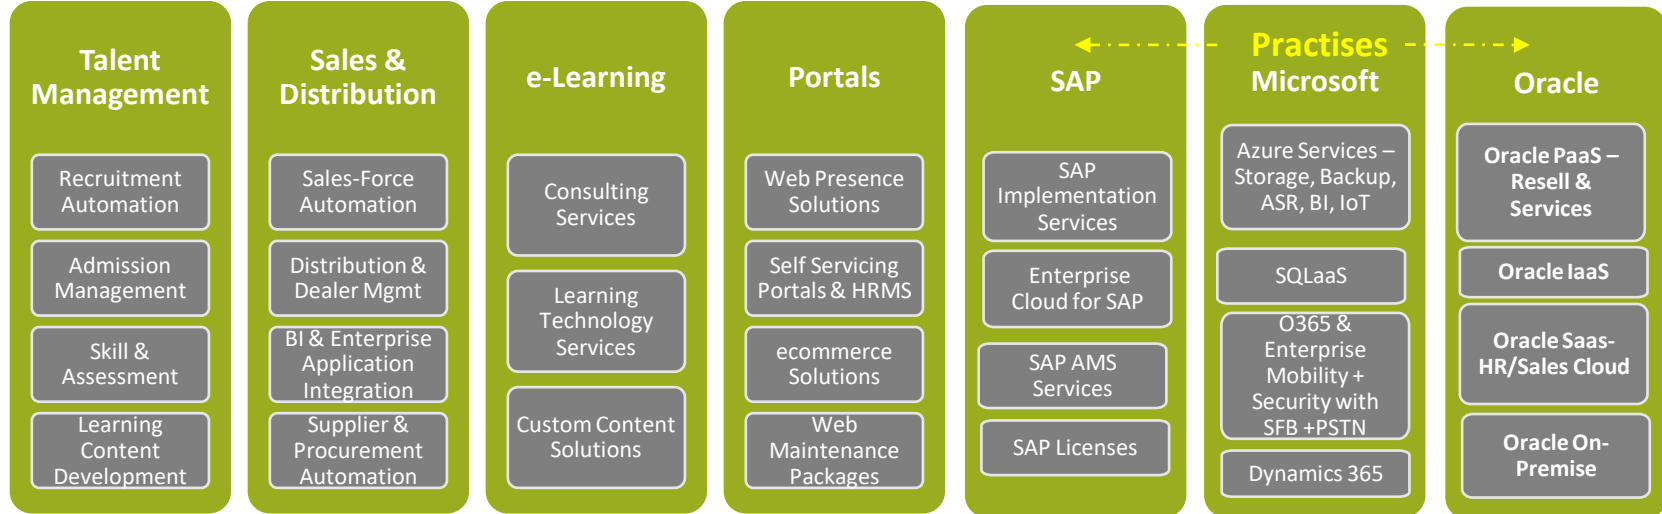 Talent
Management
Recruitment
Automation
Admission
Management
Skill &
Assessment
Learning
Content
Development
Sales &
Distribution
Sales-Force
Automation
Distribution &
Dealer Mgmt
BI & Enterprise
Application
Integration
Supplier &
Procurement
Automation
e-Learning
Consulting
Services
Learning
Technology
Services
Custom Content
Solutions
Portals
Web Presence
Solutions
Self Servicing
Portals & HRMS
ecommerce
Solutions
Web
Maintenance
Packages
Practises
SAP
SAP
Implementation
Services
Enterprise
Cloud for SAP
SAP AMS
Services
SAP Licenses
Microsoft
Azure Services –
Storage, Backup,
ASR, BI, IoT
SQLaaS
O365 &
Enterprise
Mobility +
Security with
SFB +PSTN
Dynamics 365
Oracle
Oracle PaaS –
Resell &
Services
Oracle IaaS
Oracle Saas-
HR/Sales Cloud
Oracle On-
Premise